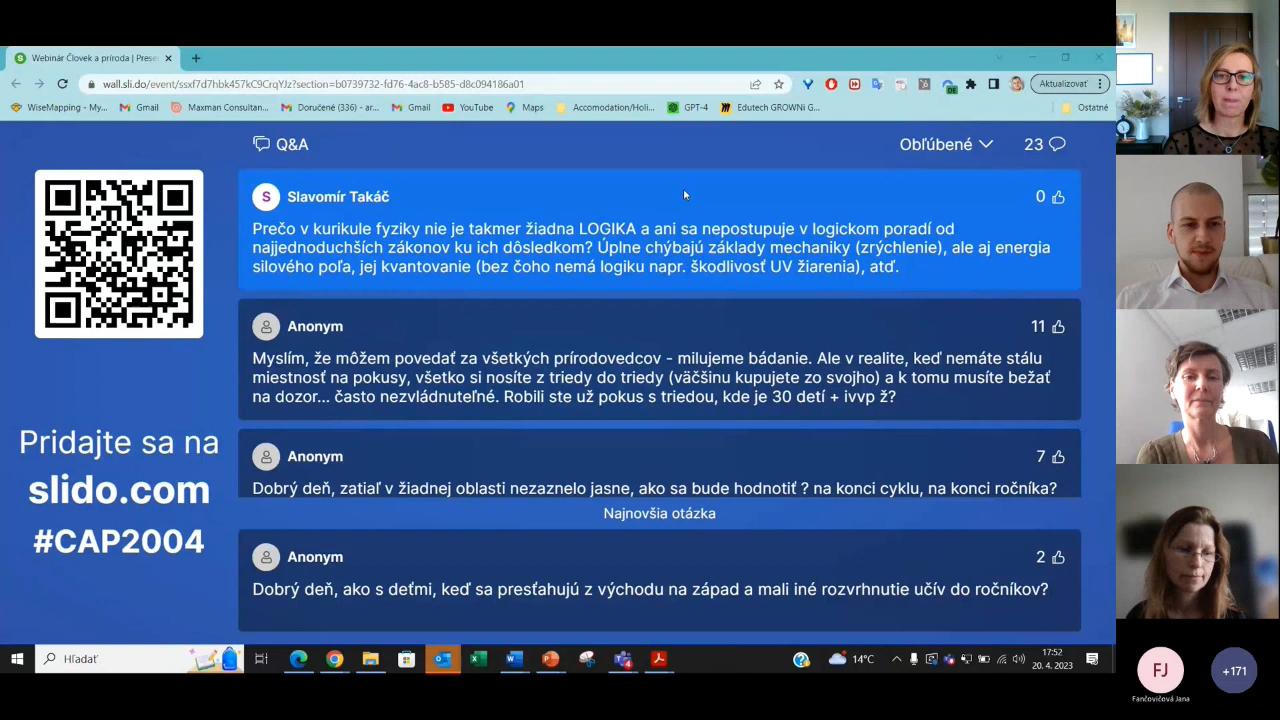 Webinár Človek a príroda | Prese
wall.sli.do/event/ssxf7d7hbk457kC9CrqYJz?section=b0739732-fd76-4ac8-b585-d8c094186a01
Aktualizovať
WiseMapping - My...
Gmail
Maxman Consultan...
Doručené (336) - ar...
Gmail
YouTube
Maps
Accomodation/Holi...
GPT-4
Edutech GROWNi G...
Ostatné
Q&A
Obľúbené
23
S Slavomír Takáč
0
Prečo v kurikule fyziky nie je takmer žiadna LOGIKA a ani sa nepostupuje v logickom poradí od
najjednoduchších zákonov ku ich dôsledkom? Úplne chýbajú základy mechaniky (zrýchlenie), ale aj energia
silového poľa, jej kvantovanie (bez čoho nemá logiku napr. škodlivosť UV žiarenia), atď.
Anonym
11
Myslím, že môžem povedať za všetkých prírodovedcov - milujeme bádanie. Ale v realite, keď nemáte stálu
miestnosť na pokusy, všetko si nosíte z triedy do triedy (väčšinu kupujete zo svojho) a k tomu musíte bežať
na dozor... často nezvládnuteľné. Robili ste už pokus s triedou, kde je 30 detí + ivvp ž?
Anonym
7
Dobrý deň, zatiaľ v žiadnej oblasti nezaznelo jasne, ako sa bude hodnotiť ? na konci cyklu, na konci ročníka?
Najnovšia otázka
Anonym
2
Dobrý deň, ako s deťmi, keď sa presťahujú z východu na západ a mali iné rozvrhnutie učív do ročníkov?
Pridajte sa na
slido.com
#CAP2004
Hľadať
14°C
17:52
20. 4. 2023
FJ
Fančovičová Jana
+171